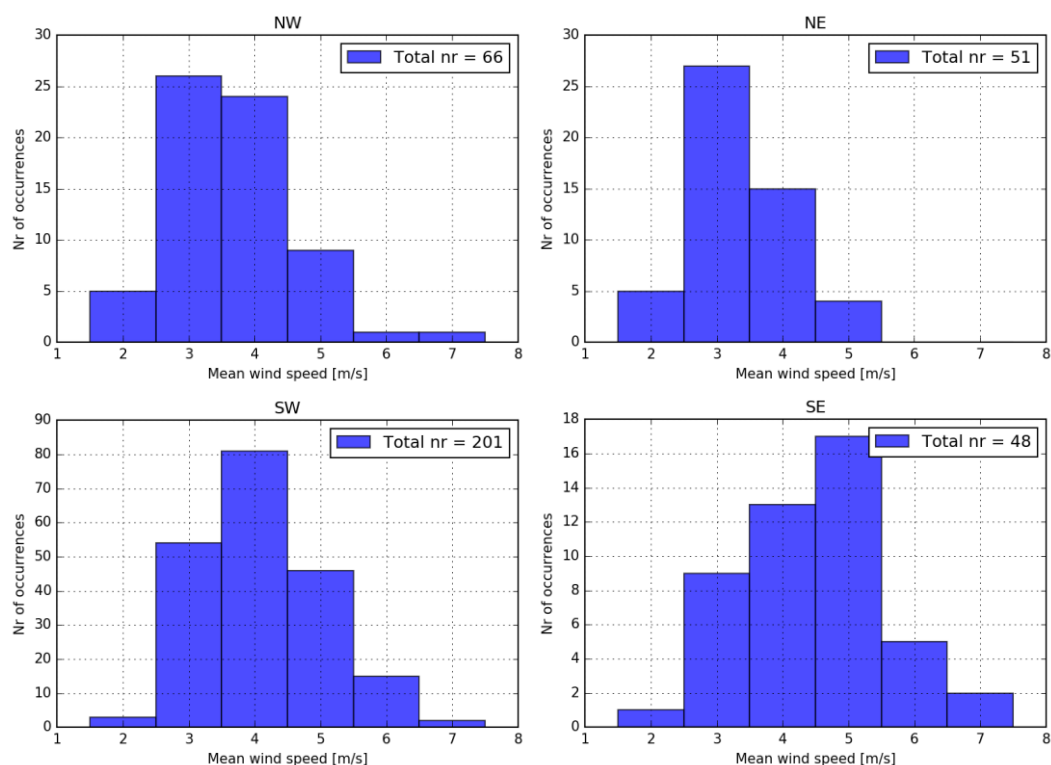 NW
Total nr = 66
30
25
20
15
10
5
0
Nr of occurrences
1 2 3 4 5 6 7 8
Mean wind speed [m/s]
NE
Total nr = 51
30
25
20
15
10
5
0
Nr of occurrences
1 2 3 4 5 6 7 8
Mean wind speed [m/s]
SW
Total nr = 201
90
80
70
60
50
40
30
20
10
0
Nr of occurrences
1 2 3 4 5 6 7 8
Mean wind speed [m/s]
SE
Total nr = 48
18
16
14
12
10
8
6
4
2
0
Nr of occurrences
1 2 3 4 5 6 7 8
Mean wind speed [m/s]